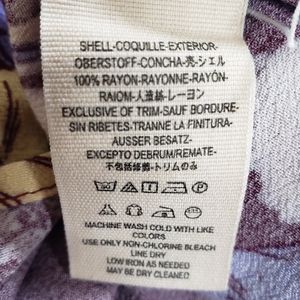 SHELL-COQUILLE-EXTERIOR-
OBERSTOFF-CONCHA-売-シェル
100% RAYON-RAYONNE-RAYÓN-
RAIOM-人造絲-レーヨン
EXCLUSIVE OF TRIM-SAUF BORDURE-
SIN RIBETES-TRANNE LA FINITURA-
AUSSER BESATZ-
EXCEPTO DEBRUM/REMATE-
不包括修剪-トリムのみ
MACHINE WASH COLD WITH LIKE
COLORS
USE ONLY NON-CHLORINE BLEACH
LINE DRY
LOW IRON AS NEEDED
MAY BE DRY CLEANED